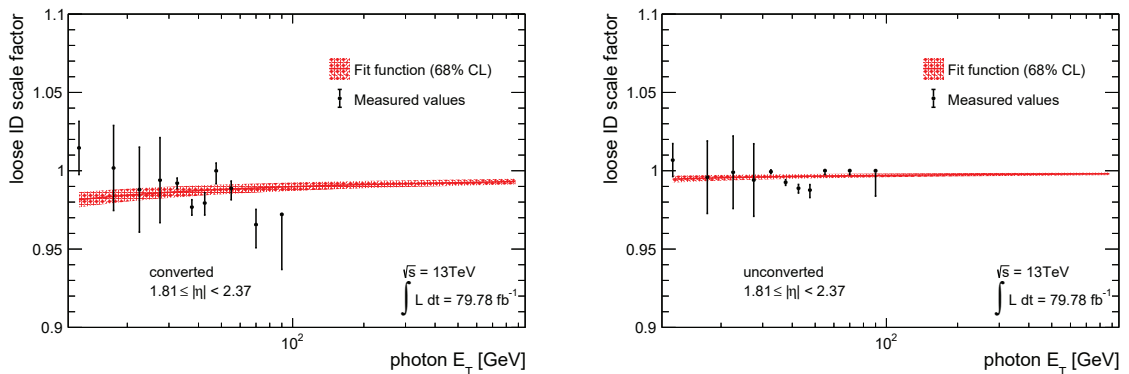 loose ID scale factor
1.1
1.05
1
0.95
0.9
Fit function (68% CL)
Measured values
converted
1.81 ≤ |η| < 2.37
√s = 13TeV
∫ L dt = 79.78 fb⁻¹
10²
photon E_T [GeV]
loose ID scale factor
1.1
1.05
1
0.95
0.9
Fit function (68% CL)
Measured values
unconverted
1.81 ≤ |η| < 2.37
√s = 13TeV
∫ L dt = 79.78 fb⁻¹
10²
photon E_T [GeV]